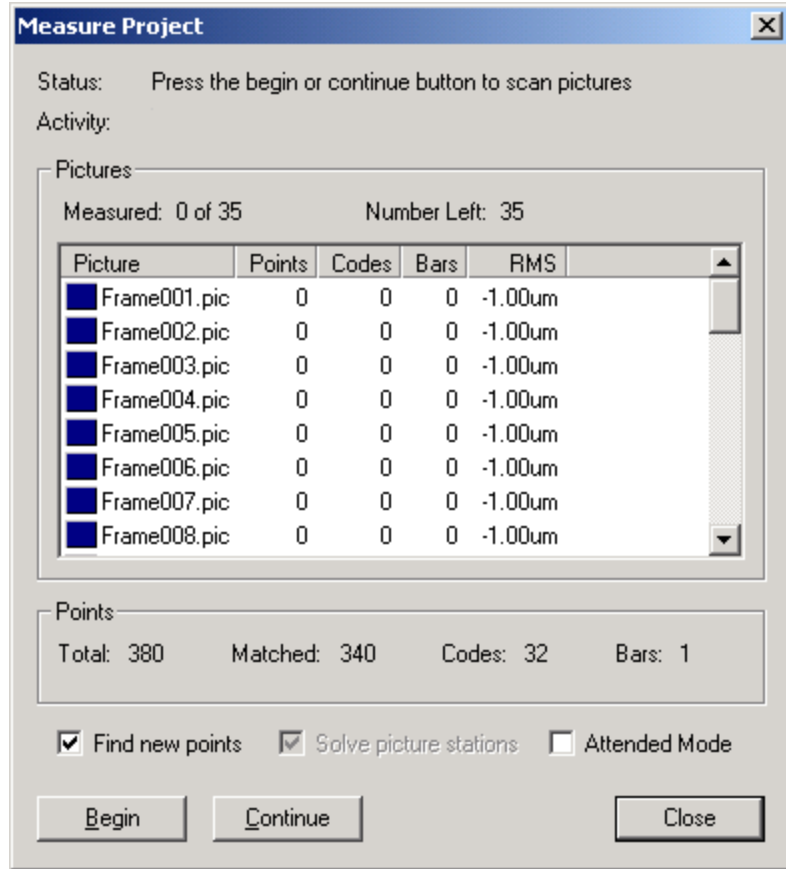 Measure Project
Status: Press the begin or continue button to scan pictures
Activity:
Pictures
Measured: 0 of 35 Number Left: 35
Picture Points Codes Bars RMS
Frame001.pic 0 0 0 -1.00um
Frame002.pic 0 0 0 -1.00um
Frame003.pic 0 0 0 -1.00um
Frame004.pic 0 0 0 -1.00um
Frame005.pic 0 0 0 -1.00um
Frame006.pic 0 0 0 -1.00um
Frame007.pic 0 0 0 -1.00um
Frame008.pic 0 0 0 -1.00um
Points
Total: 380 Matched: 340 Codes: 32 Bars: 1
Find new points Solve picture stations Attended Mode
Begin Continue Close